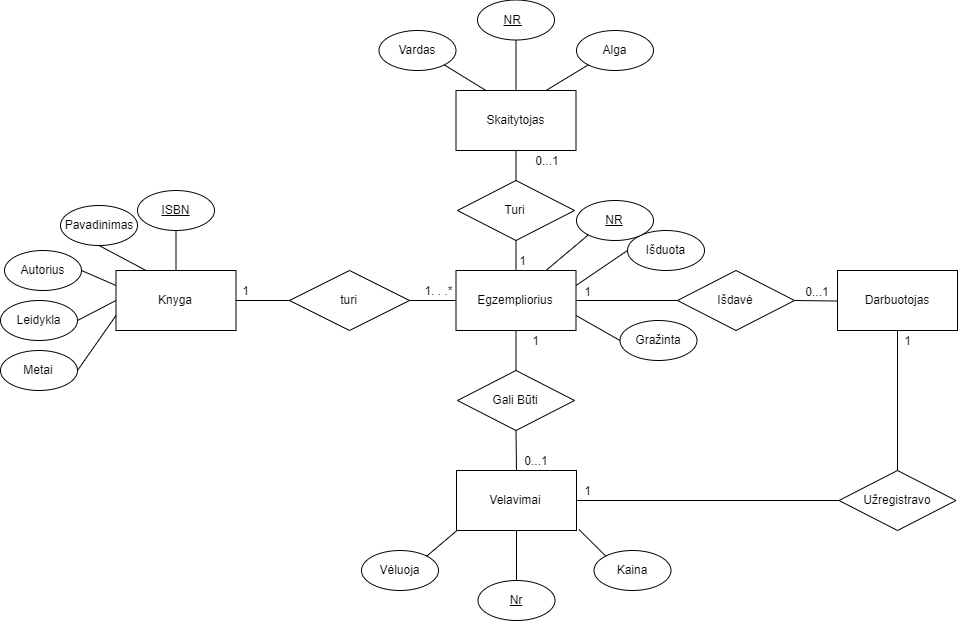 NR
Vardas
Alga
Skaitytojas
0...1
Turi
1
ISBN
Pavadinimas
Autorius
Leidykla
Metai
Knyga
1
turi
1. . .*
Egzempliorius
NR
Išduota
Gražinta
1
Išdavė
0...1
Darbuotojas
1
1
Gali Būti
0...1
Velavimai
1
Užregistravo
Vėluoja
Nr
Kaina